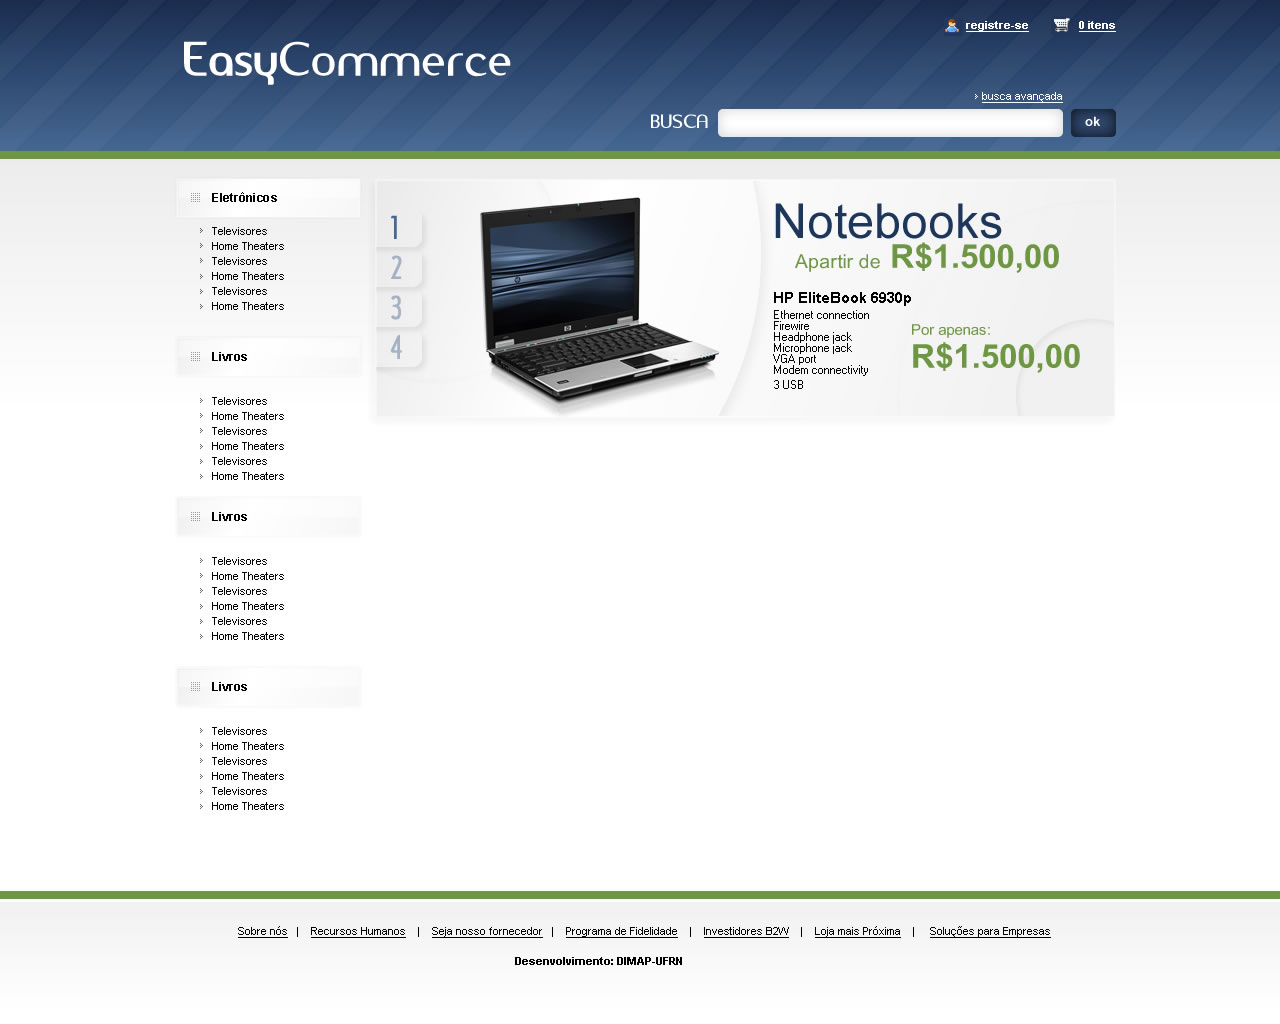 registre-se
0 itens
EasyCommerce
busca avançada
BUSCA
ok
Eletrônicos
Televisores
Home Theaters
Televisores
Home Theaters
Televisores
Home Theaters
Livros
Televisores
Home Theaters
Televisores
Home Theaters
Televisores
Home Theaters
Livros
Televisores
Home Theaters
Televisores
Home Theaters
Televisores
Home Theaters
Livros
Televisores
Home Theaters
Televisores
Home Theaters
Televisores
Home Theaters
1
2
3
4
Notebooks
Apartir de R$1.500,00
HP EliteBook 6930p
Ethernet connection
Firewire
Headphone jack
Microphone jack
VGA port
Modem connectivity
3 USB
Por apenas:
R$1.500,00
Sobre nós | Recursos Humanos | Seja nosso fornecedor | Programa de Fidelidade | Investidores B2W | Loja mais Próxima | Soluções para Empresas
Desenvolvimento: DIMAP-UFRN